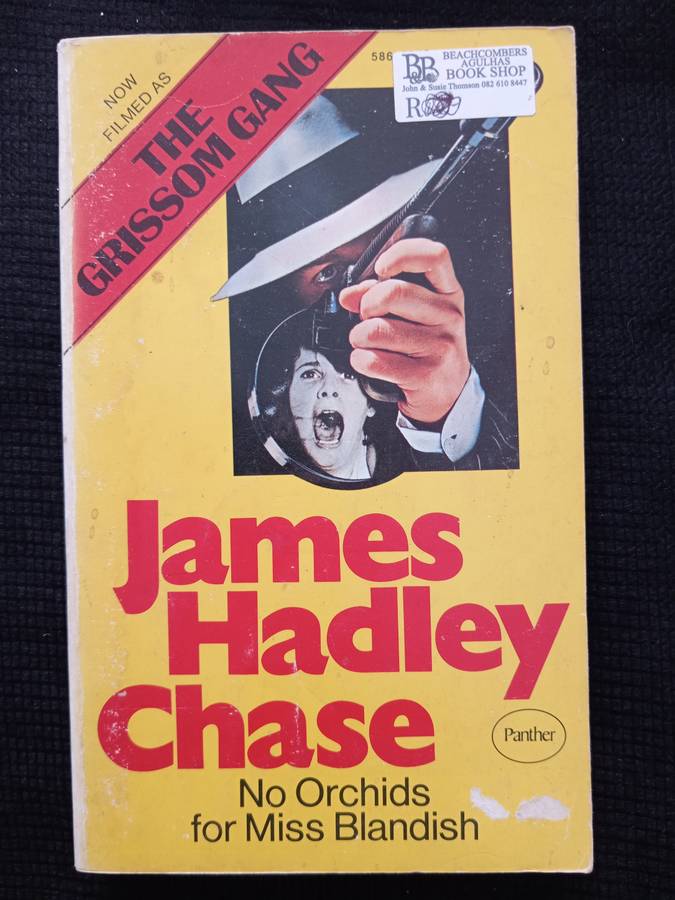 NOW
FILMED AS
THE
GRISSOM GANG
586
B&B
BEACHCOMBERS
AGULHAS
BOOK SHOP
John & Susie Thomson 082 610 8447
R
James
Hadley
Chase
Panther
No Orchids
for Miss Blandish